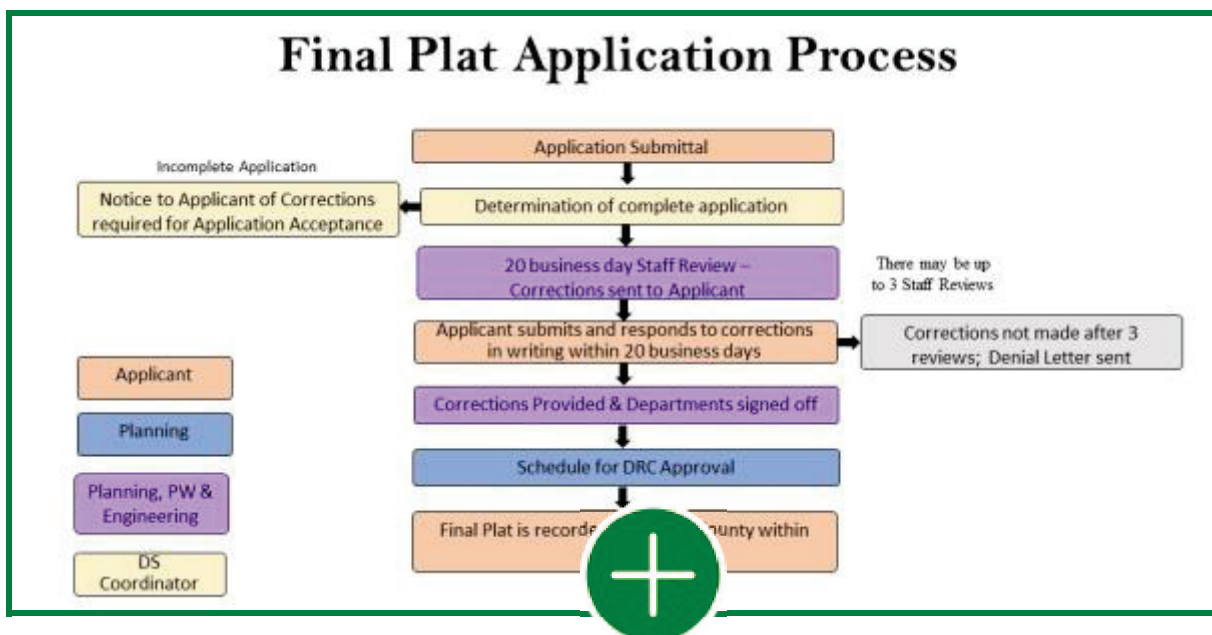 Final Plat Application Process
Application Submittal
Incomplete Application
Notice to Applicant of Corrections
required for Application Acceptance
Determination of complete application
20 business day Staff Review –
Corrections sent to Applicant
There may be up
to 3 Staff Reviews
Applicant submits and responds to corrections
in writing within 20 business days
Corrections not made after 3
reviews; Denial Letter sent
Corrections Provided & Departments signed off
Schedule for DRC Approval
Final Plat is within
Applicant
Planning
Planning, PW &
Engineering
DS
Coordinator